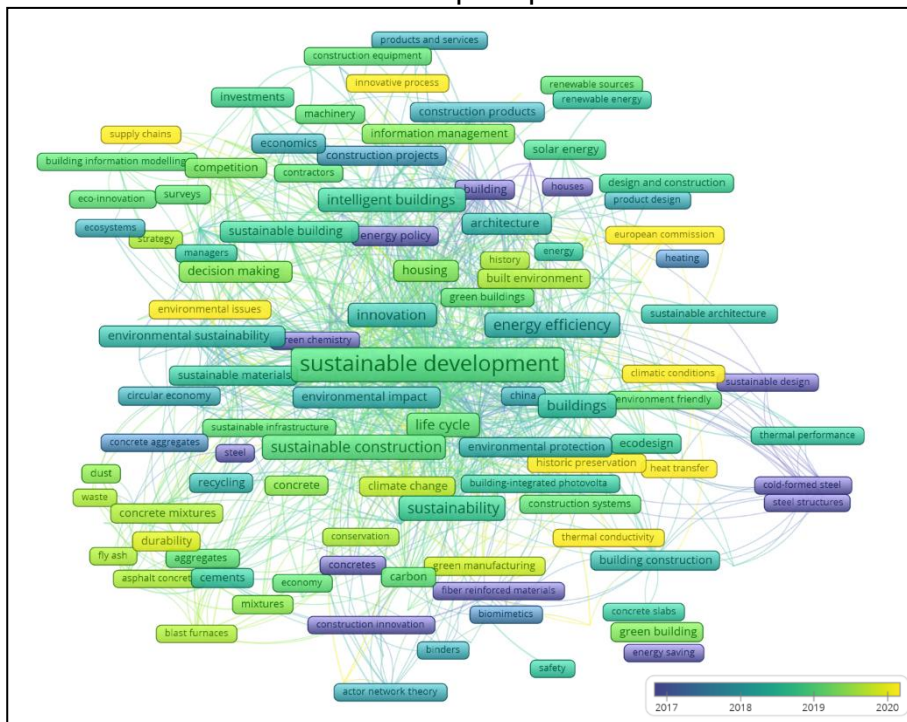 products and services
construction equipment
innovative process
renewable sources
renewable energy
investments
machinery
construction products
supply chains
economics
information management
building information modelling
competition
construction projects
solar energy
contractors
eco-innovation
surveys
intelligent buildings
building
houses
design and construction
product design
ecosystems
sustainable building
architecture
strategy
energy policy
european commission
managers
energy
history
heating
decision making
housing
built environment
green buildings
environmental issues
innovation
energy efficiency
sustainable architecture
environmental sustainability
green chemistry
sustainable development
sustainable materials
climatic conditions
sustainable design
circular economy
environmental impact
china
buildings
environment friendly
sustainable infrastructure
life cycle
concrete aggregates
sustainable construction
environmental protection
ecodesign
thermal performance
steel
historic preservation
heat transfer
dust
recycling
concrete
climate change
building-integrated photovolta
cold-formed steel
waste
steel structures
concrete mixtures
sustainability
construction systems
durability
conservation
thermal conductivity
fly ash
aggregates
concretes
green manufacturing
building construction
asphalt concret
cements
economy
carbon
fiber reinforced materials
mixtures
biomimetics
concrete slabs
blast furnaces
construction innovation
green building
binders
energy saving
safety
actor network theory
2017 2018 2019 2020